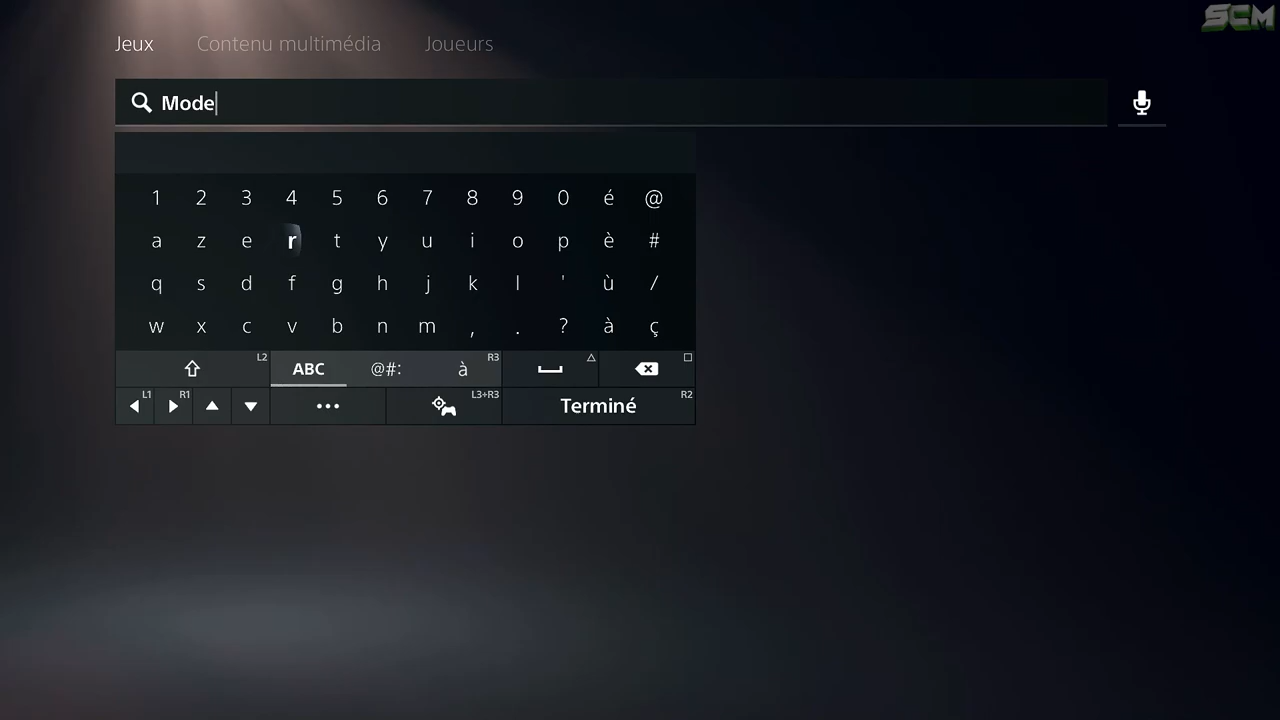 SCM
Jeux Contenu multimédia Joueurs
Mode
1 2 3 4 5 6 7 8 9 0 é @
a z e r t y u i o p è #
q s d f g h j k l ' ù /
w x c v b n m , . ? à ç
L2 ABC @#: à R3 △ □
L1 R1 ••• L3+R3 Terminé R2